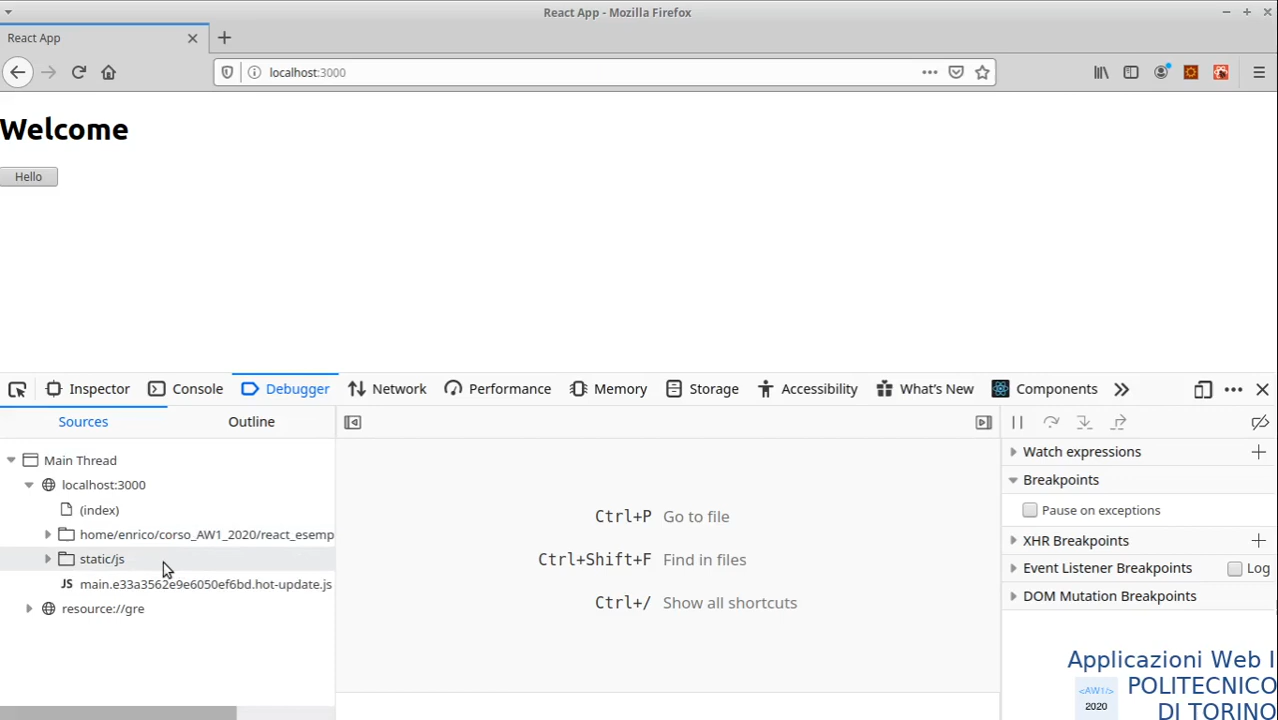 React App - Mozilla Firefox
React App
localhost:3000
Welcome
Hello
Inspector
Console
Debugger
Network
Performance
Memory
Storage
Accessibility
What's New
Components
Sources
Outline
Main Thread
localhost:3000
(index)
home/enrico/corso_AW1_2020/react_esemp
static/js
JS main.e33a3562e9e6050ef6bd.hot-update.js
resource://gre
Ctrl+P Go to file
Ctrl+Shift+F Find in files
Ctrl+/ Show all shortcuts
Watch expressions
Breakpoints
Pause on exceptions
XHR Breakpoints
Event Listener Breakpoints Log
DOM Mutation Breakpoints
Applicazioni Web I
<AW1/>
2020
POLITECNICO
DI TORINO